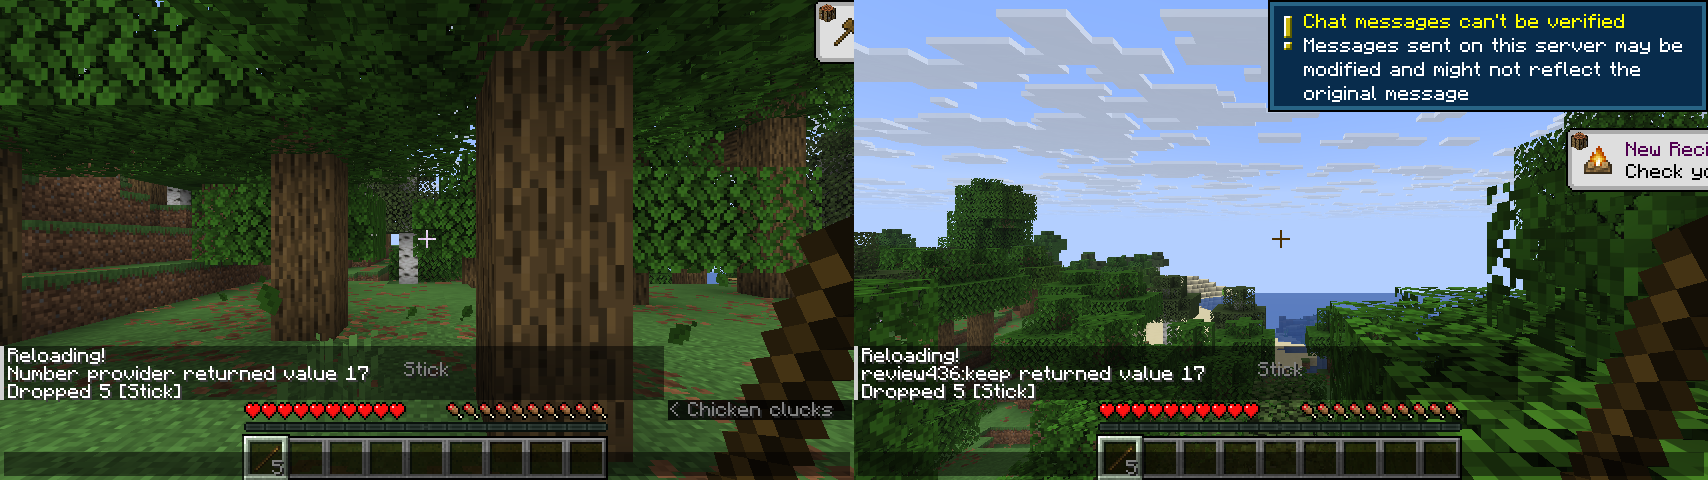 Reloading!
Number provider returned value 17
Dropped 5 [Stick]
Stick
< Chicken clucks
5
Chat messages can't be verified
Messages sent on this server may be
modified and might not reflect the
original message
New Reci
Check yo
Reloading!
review436:keep returned value 17
Dropped 5 [Stick]
Stick
5